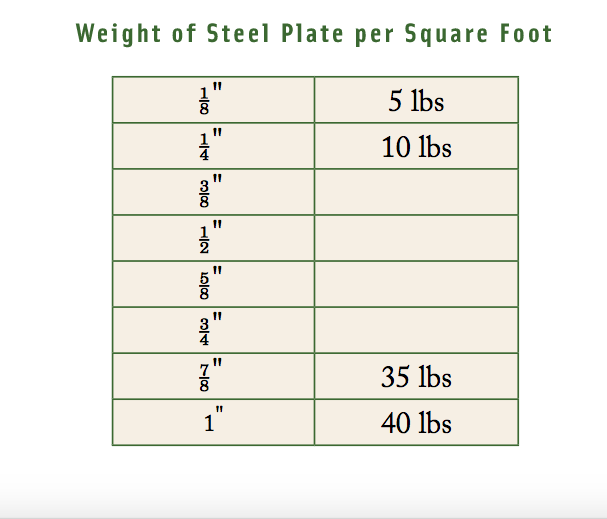 Weight of Steel Plate per Square Foot
1/8" 5 lbs
1/4" 10 lbs
3/8"
1/2"
5/8"
3/4"
7/8" 35 lbs
1" 40 lbs